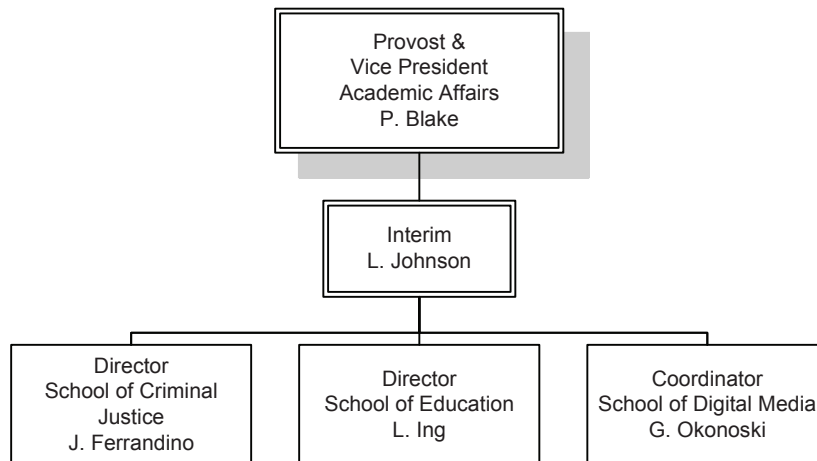 Provost &
Vice President
Academic Affairs
P. Blake
Interim
L. Johnson
Director
School of Criminal
Justice
J. Ferrandino
Director
School of Education
L. Ing
Coordinator
School of Digital Media
G. Okonoski